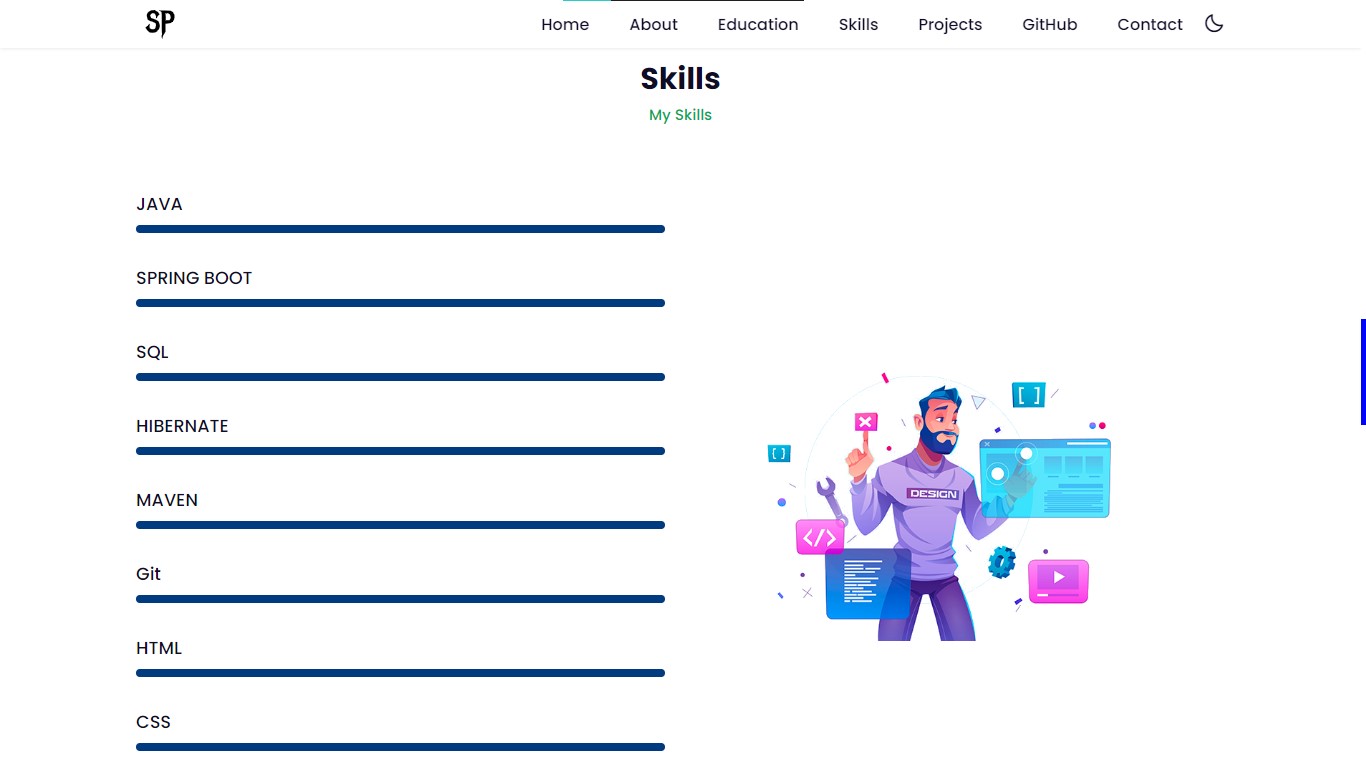 SP
Home About Education Skills Projects GitHub Contact
Skills
My Skills
JAVA
SPRING BOOT
SQL
HIBERNATE
MAVEN
Git
HTML
CSS
[ ]
[ ]
DESIGN
</>